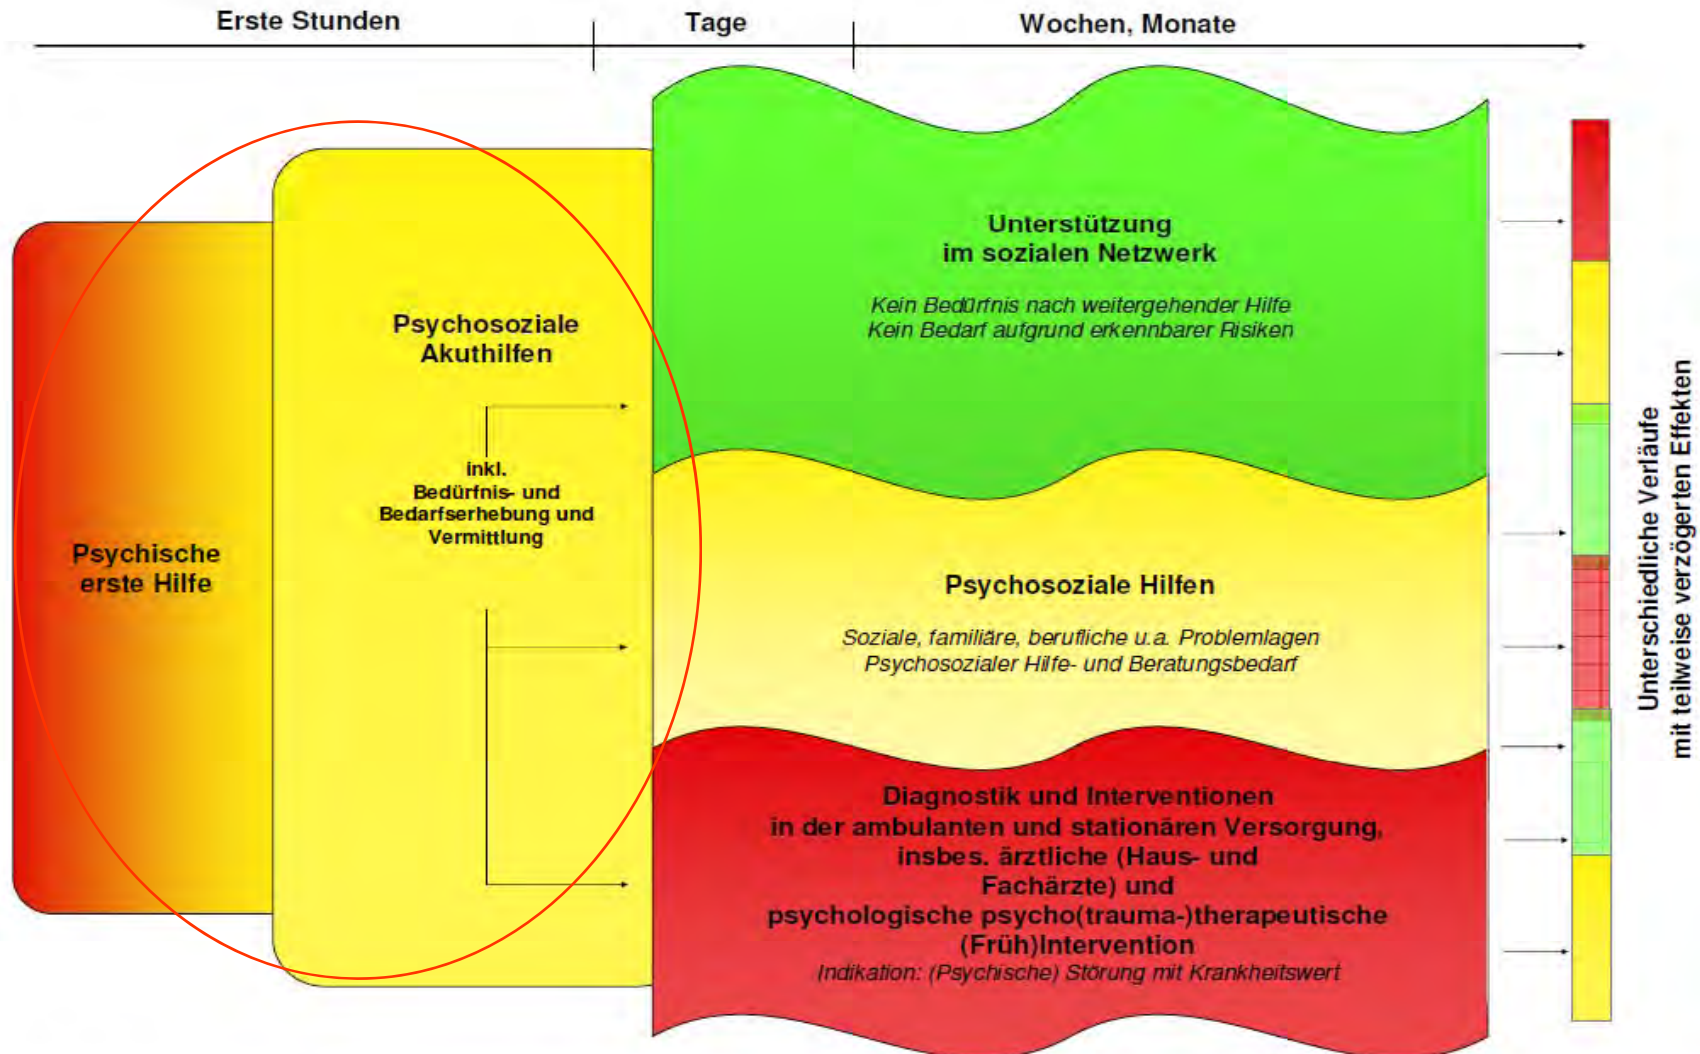 Erste Stunden
Tage
Wochen, Monate
Psychische
erste Hilfe
Psychosoziale
Akuthilfen
inkl.
Bedürfnis- und
Bedarfserhebung und
Vermittlung
Unterstützung
im sozialen Netzwerk
Kein Bedürfnis nach weitergehender Hilfe
Kein Bedarf aufgrund erkennbarer Risiken
Psychosoziale Hilfen
Soziale, familiäre, berufliche u.a. Problemlagen
Psychosozialer Hilfe- und Beratungsbedarf
Diagnostik und Interventionen
in der ambulanten und stationären Versorgung,
insbes. ärztliche (Haus- und
Fachärzte) und
psychologische psycho(trauma-)therapeutische
(Früh)Intervention
Indikation: (Psychische) Störung mit Krankheitswert
Unterschiedliche Verläufe
mit teilweise verzögerten Effekten